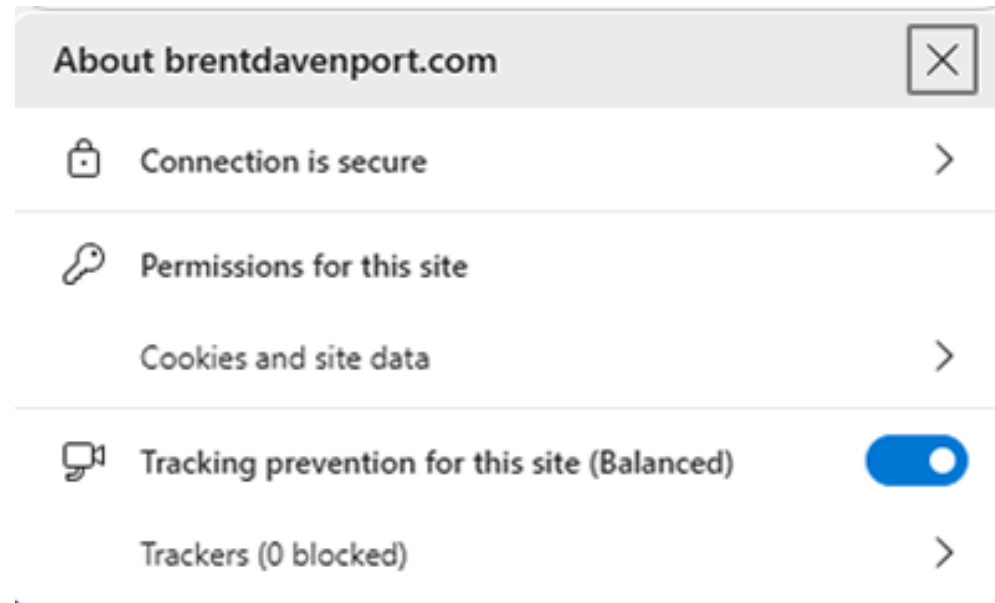 About brentdavenport.com
Connection is secure
Permissions for this site
Cookies and site data
Tracking prevention for this site (Balanced)
Trackers (0 blocked)